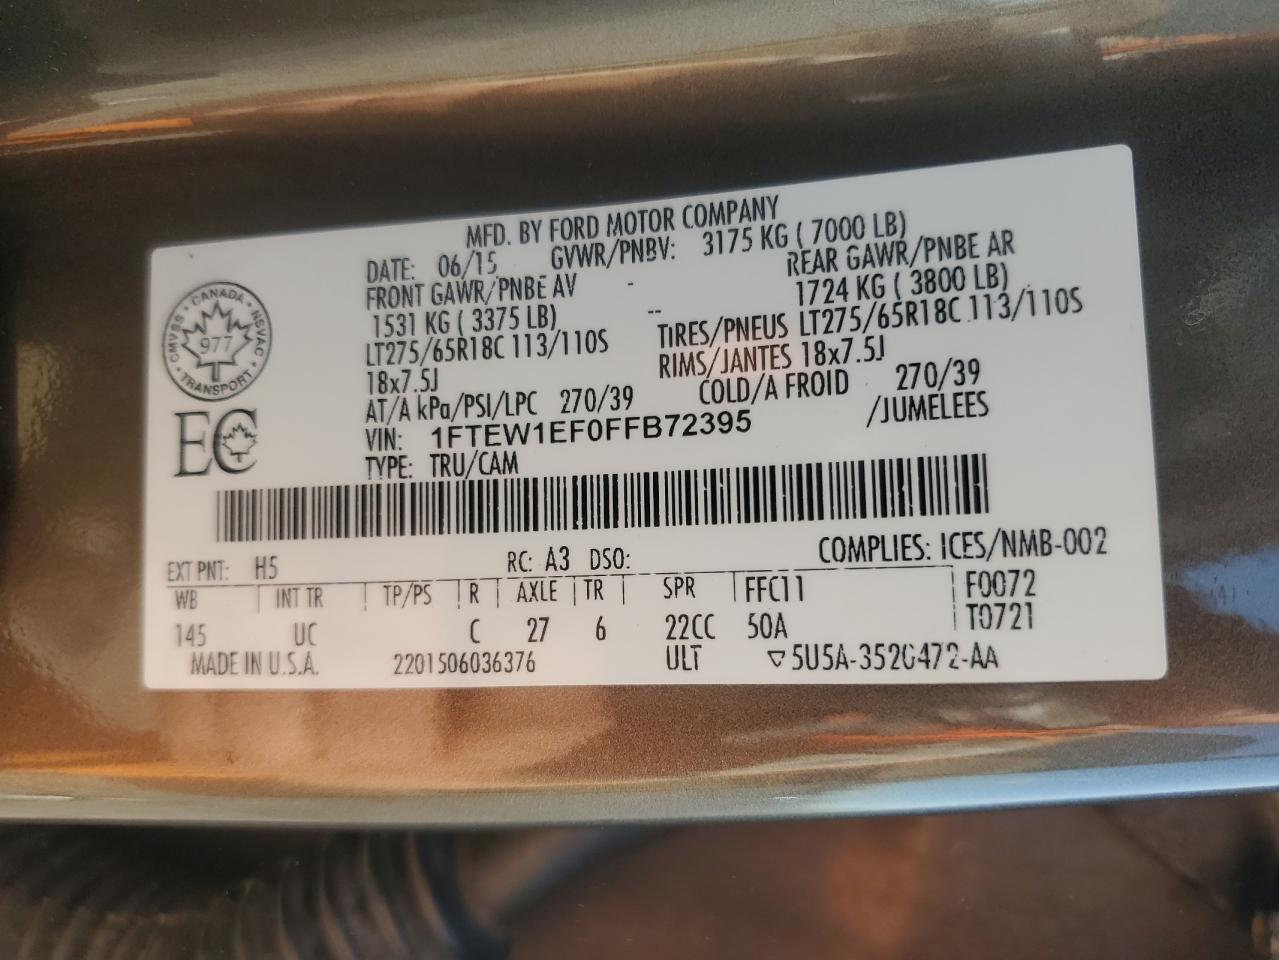 MFD. BY FORD MOTOR COMPANY
DATE: 06/15 GVWR/PNBV: 3175 KG ( 7000 LB)
FRONT GAWR/PNBE AV - REAR GAWR/PNBE AR
1531 KG ( 3375 LB) -- 1724 KG ( 3800 LB)
LT275/65R18C 113/110S TIRES/PNEUS LT275/65R18C 113/110S
18x7.5J RIMS/JANTES 18x7.5J
AT/A kPa/PSI/LPC 270/39 COLD/A FROID 270/39
VIN: 1FTEW1EF0FFB72395 /JUMELEES
TYPE: TRU/CAM
CANADA
CMVSS 977 NSVAC
TRANSPORT
EC
EXT PNT: H5 RC: A3 DSO: COMPLIES: ICES/NMB-002
WB INT TR TP/PS R AXLE TR SPR FFC11 F0072
145 UC C 27 6 22CC 50A T0721
MADE IN U.S.A. 2201506036376 ULT ▽5U5A-3520472-AA